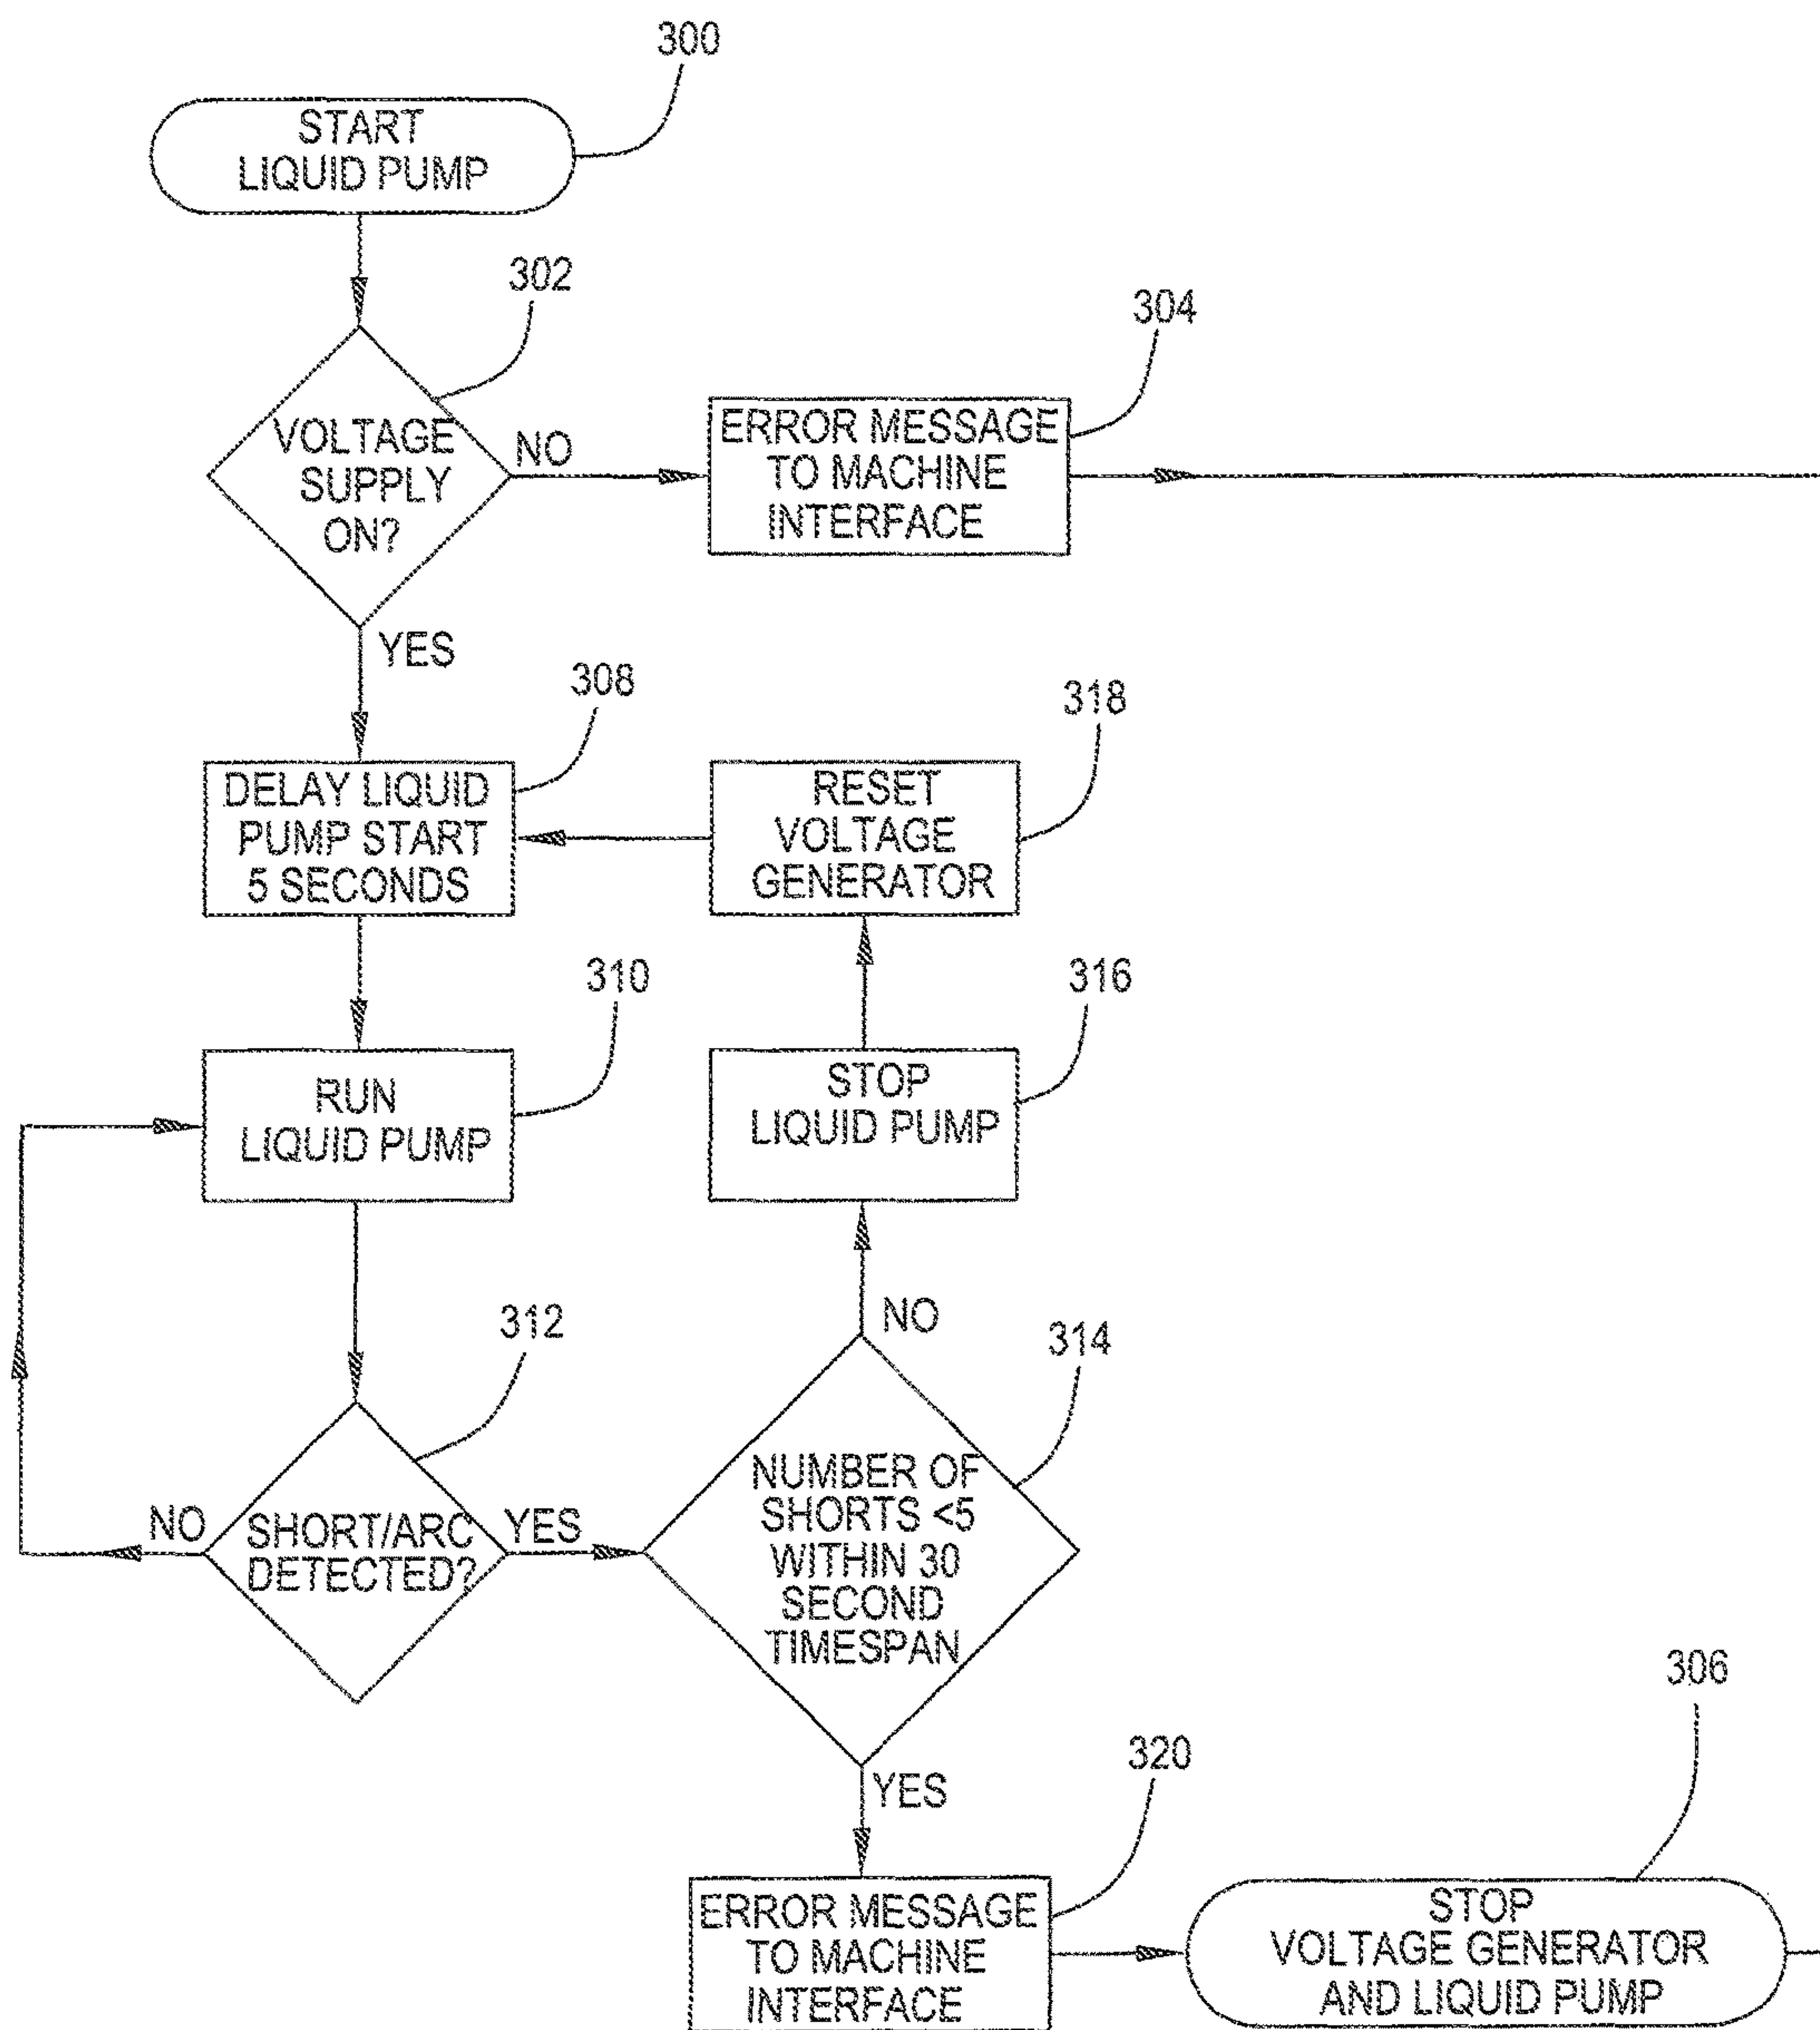 300
START
LIQUID PUMP
302
VOLTAGE
SUPPLY
ON?
NO
YES
304
ERROR MESSAGE
TO MACHINE
INTERFACE
308
DELAY LIQUID
PUMP START
5 SECONDS
318
RESET
VOLTAGE
GENERATOR
310
RUN
LIQUID PUMP
316
STOP
LIQUID PUMP
312
NO
SHORT/ARC
DETECTED?
YES
314
NO
NUMBER OF
SHORTS <5
WITHIN 30
SECOND
TIMESPAN
YES
320
ERROR MESSAGE
TO MACHINE
INTERFACE
306
STOP
VOLTAGE GENERATOR
AND LIQUID PUMP